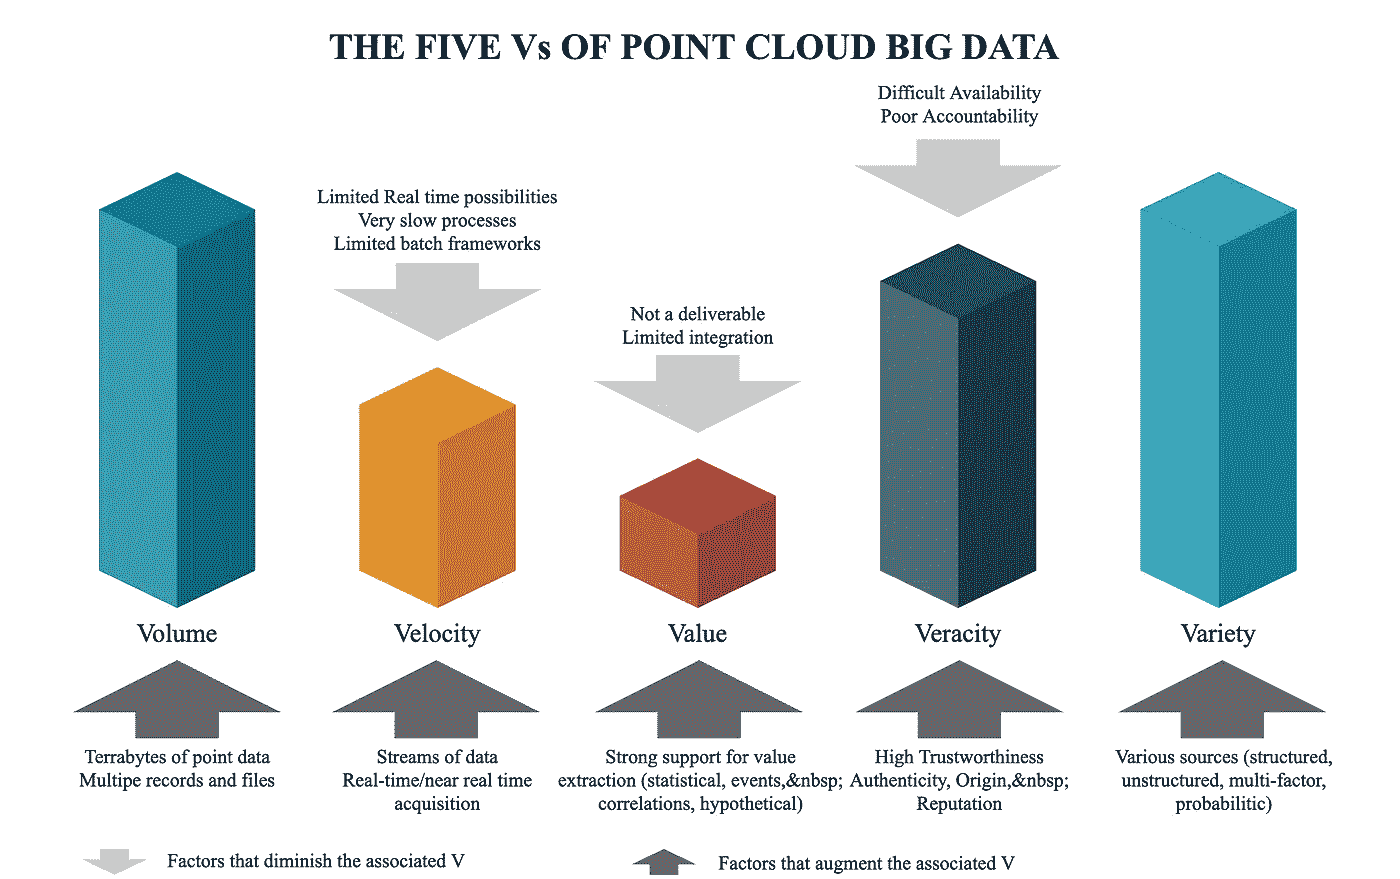 THE FIVE Vs OF POINT CLOUD BIG DATA
Difficult Availability
Poor Accountability
Limited Real time possibilities
Very slow processes
Limited batch frameworks
Not a deliverable
Limited integration
Volume
Velocity
Value
Veracity
Variety
Terrabytes of point data
Multipe records and files
Streams of data
Real-time/near real time
acquisition
Strong support for value
extraction (statistical, events,&nbsp;
correlations, hypothetical)
High Trustworthiness
Authenticity, Origin,&nbsp;
Reputation
Various sources (structured,
unstructured, multi-factor,
probabilitic)
Factors that diminish the associated V
Factors that augment the associated V